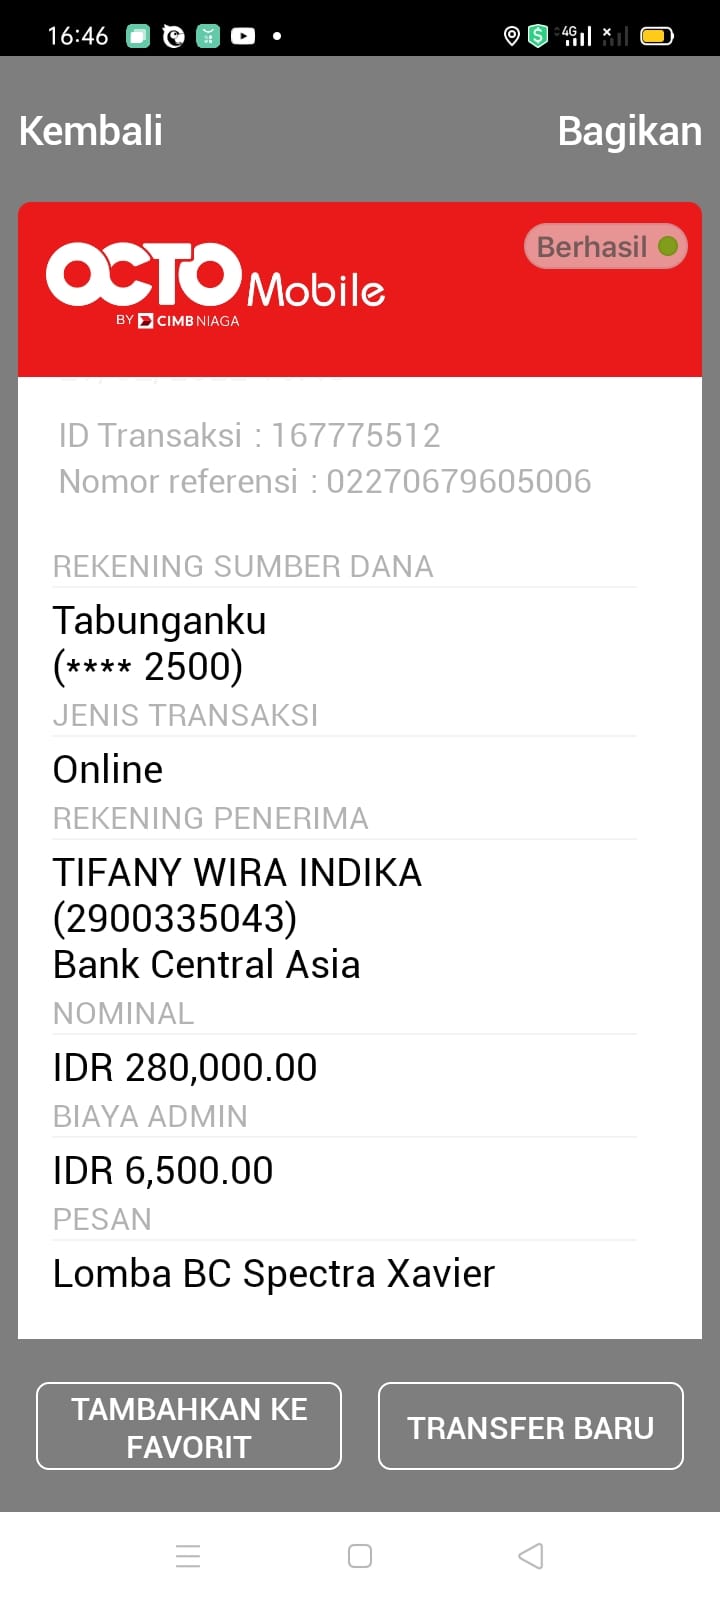 16:46
4G
Kembali
Bagikan
Berhasil
OCTO Mobile
BY CIMB NIAGA
ID Transaksi : 167775512
Nomor referensi : 02270679605006
REKENING SUMBER DANA
Tabunganku
(**** 2500)
JENIS TRANSAKSI
Online
REKENING PENERIMA
TIFANY WIRA INDIKA
(2900335043)
Bank Central Asia
NOMINAL
IDR 280,000.00
BIAYA ADMIN
IDR 6,500.00
PESAN
Lomba BC Spectra Xavier
TAMBAHKAN KE
FAVORIT
TRANSFER BARU